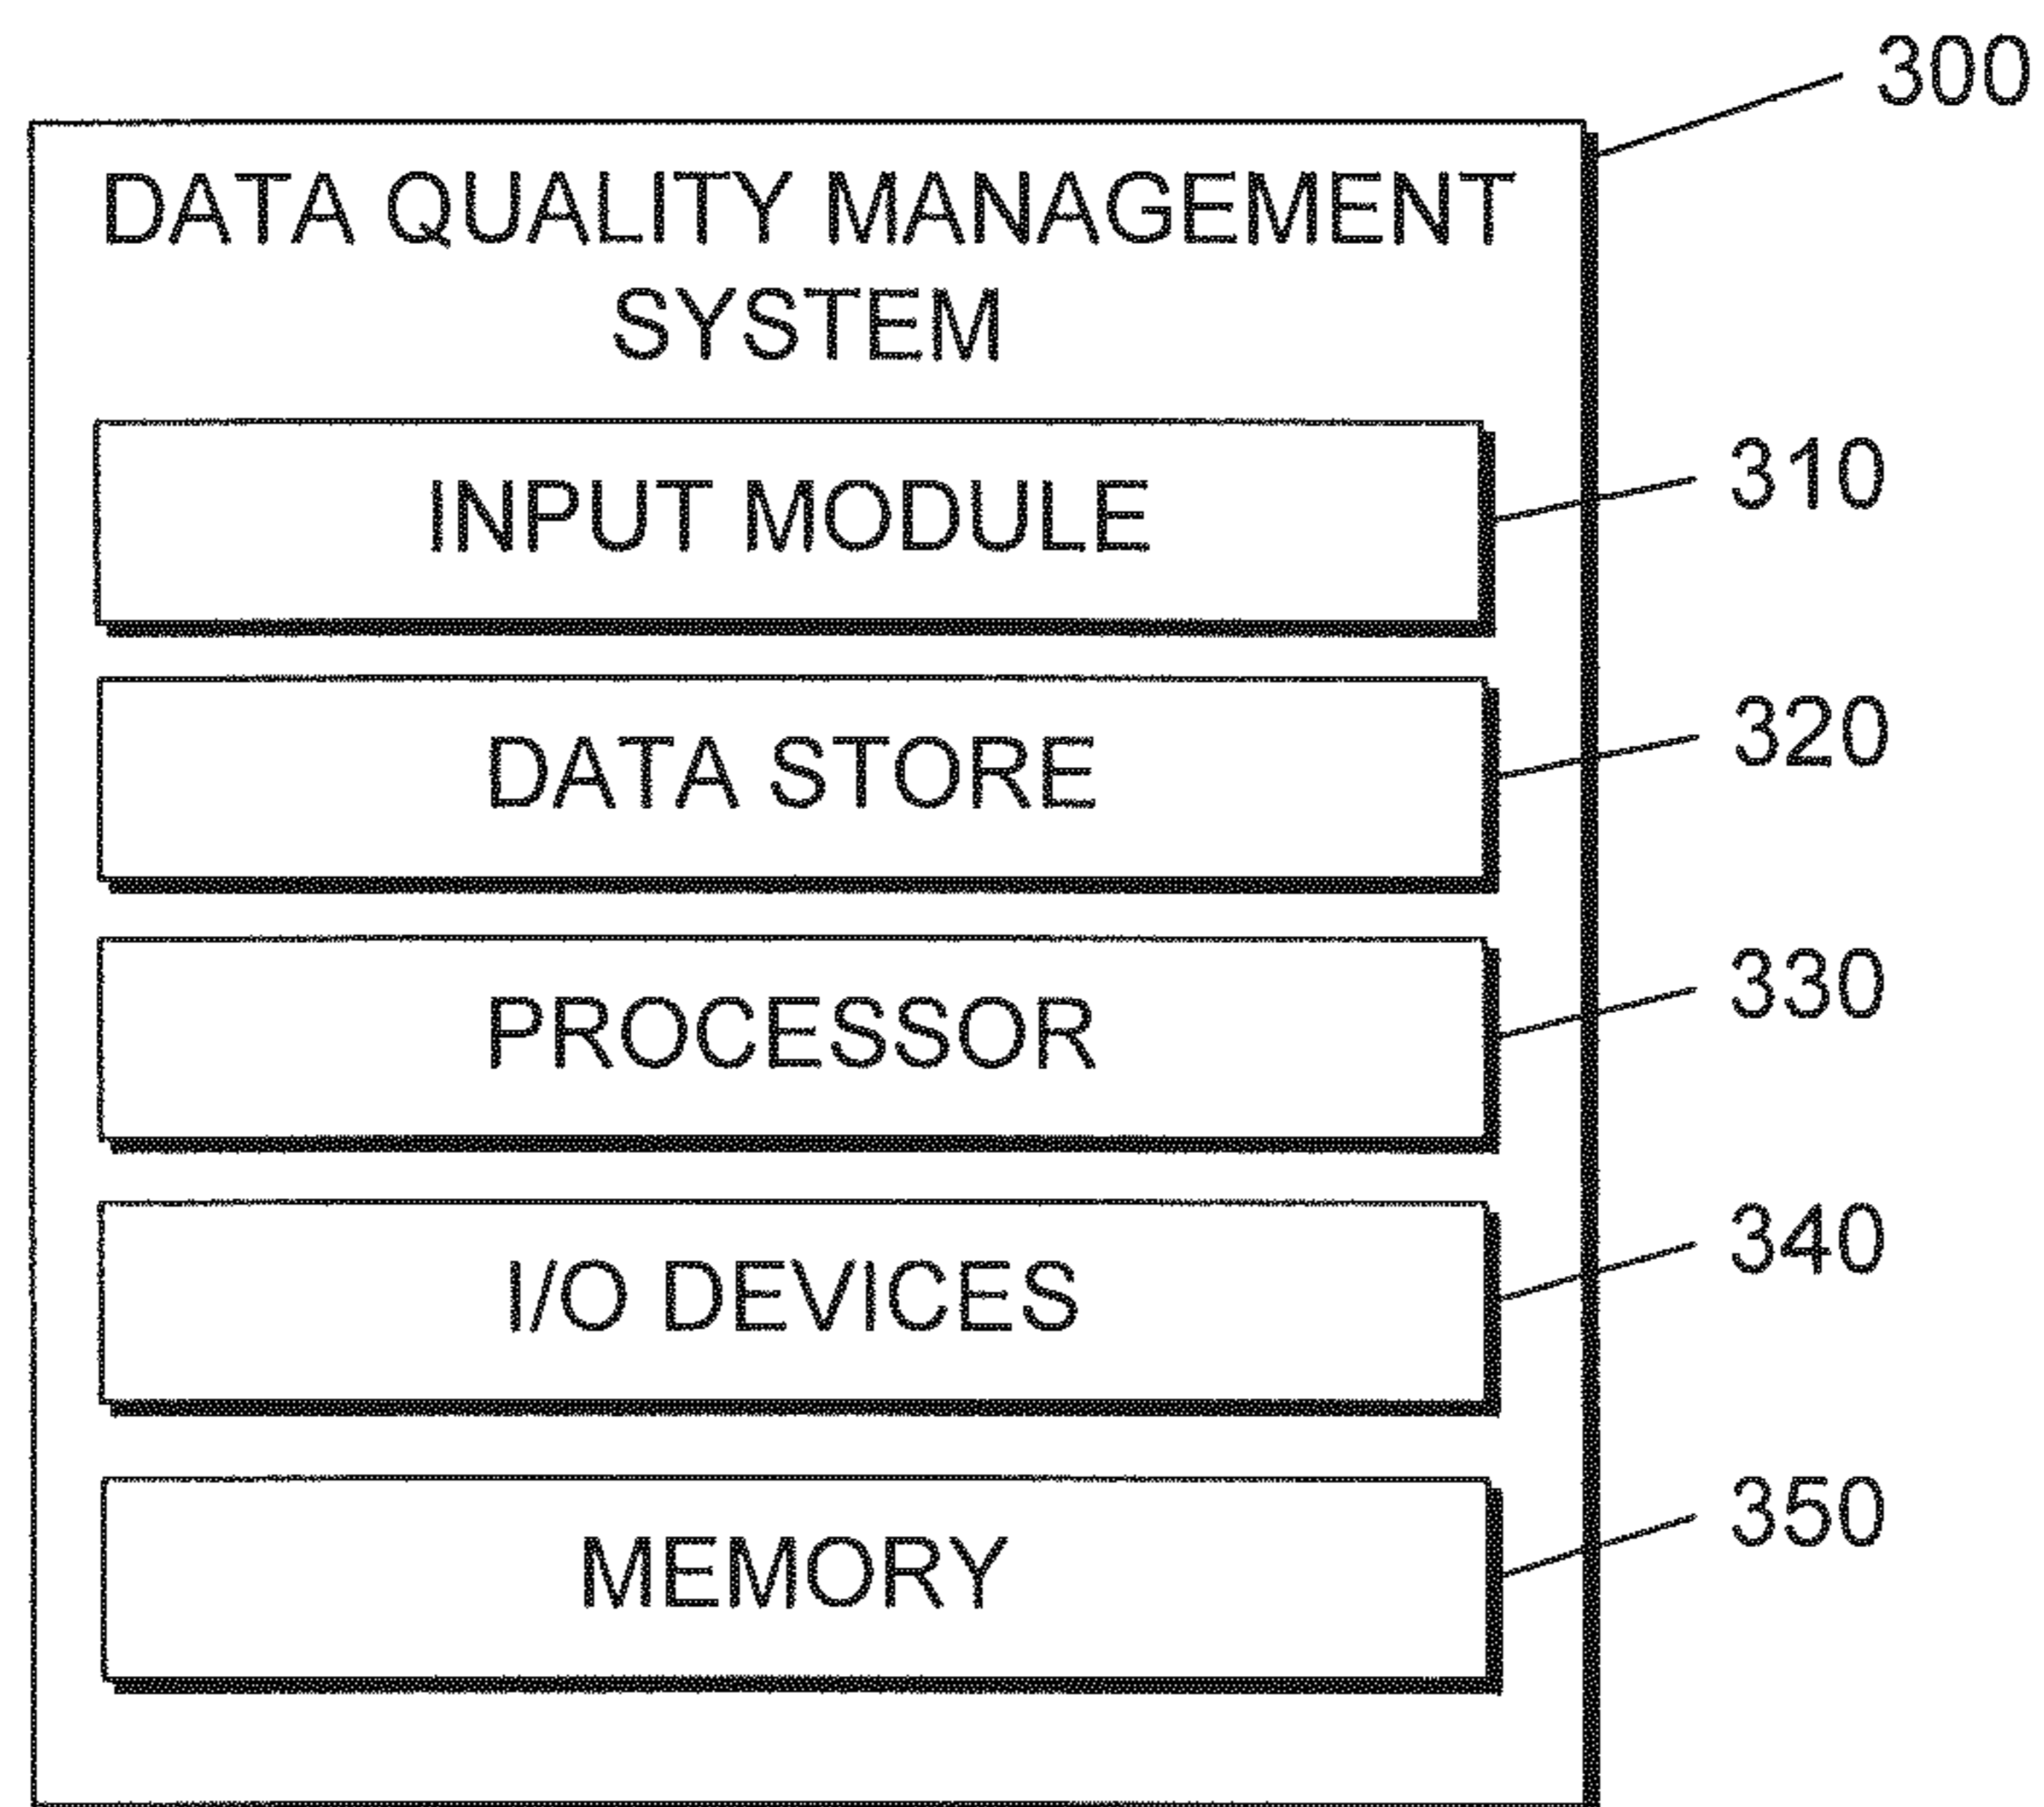 300
DATA QUALITY MANAGEMENT
SYSTEM
INPUT MODULE
310
DATA STORE
320
PROCESSOR
330
I/O DEVICES
340
MEMORY
350